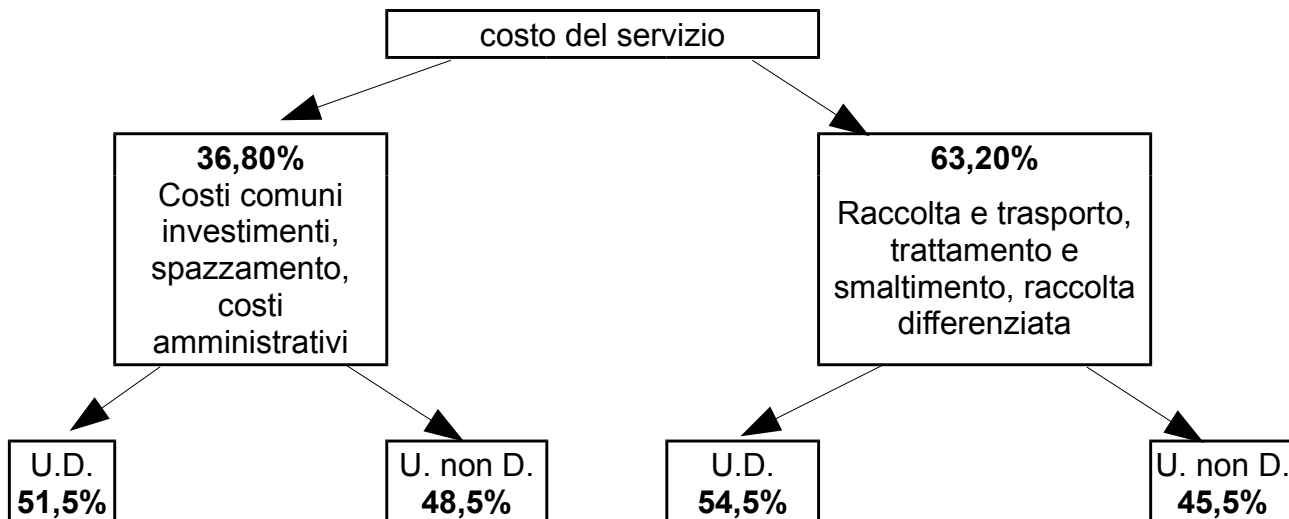 costo del servizio
36,80%
Costi comuni
investimenti,
spazzamento,
costi
amministrativi
63,20%
Raccolta e trasporto,
trattamento e
smaltimento, raccolta
differenziata
U.D.
51,5%
U. non D.
48,5%
U.D.
54,5%
U. non D.
45,5%